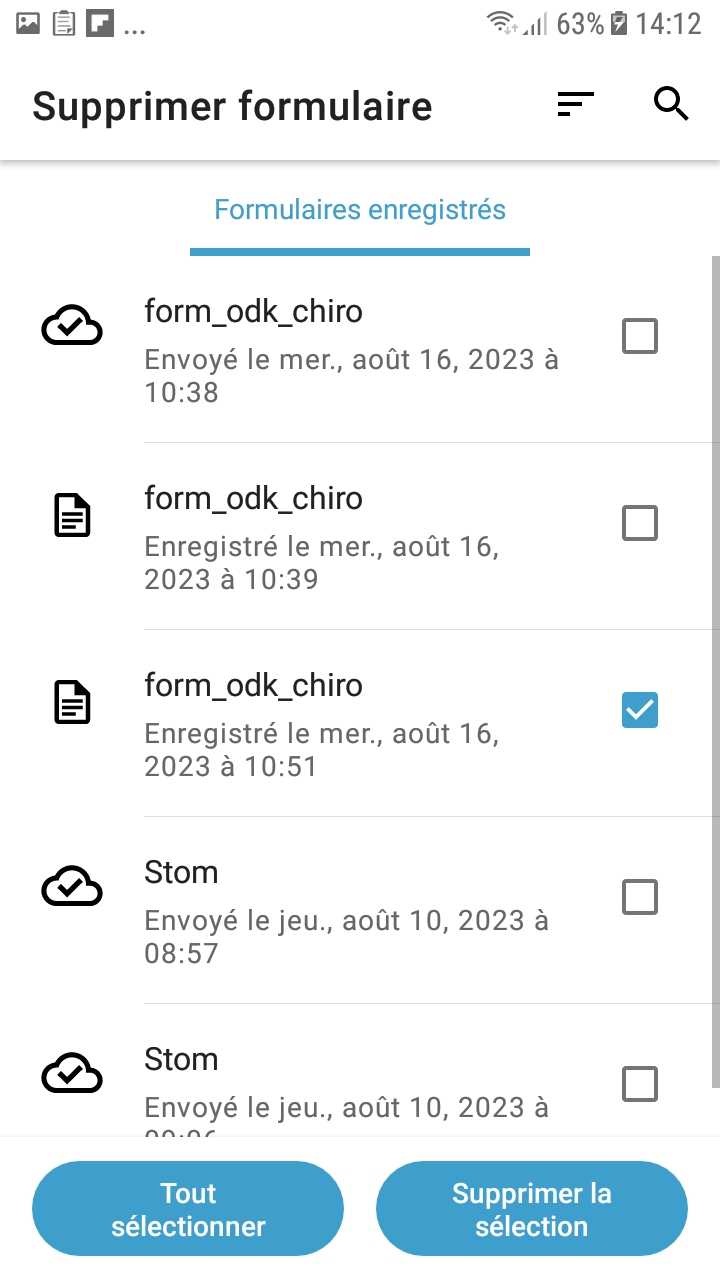 ... 63% 14:12
Supprimer formulaire
Formulaires enregistrés
form_odk_chiro
Envoyé le mer., août 16, 2023 à
10:38
form_odk_chiro
Enregistré le mer., août 16,
2023 à 10:39
form_odk_chiro
Enregistré le mer., août 16,
2023 à 10:51
Stom
Envoyé le jeu., août 10, 2023 à
08:57
Stom
Envoyé le jeu., août 10, 2023 à
Tout
sélectionner
Supprimer la
sélection